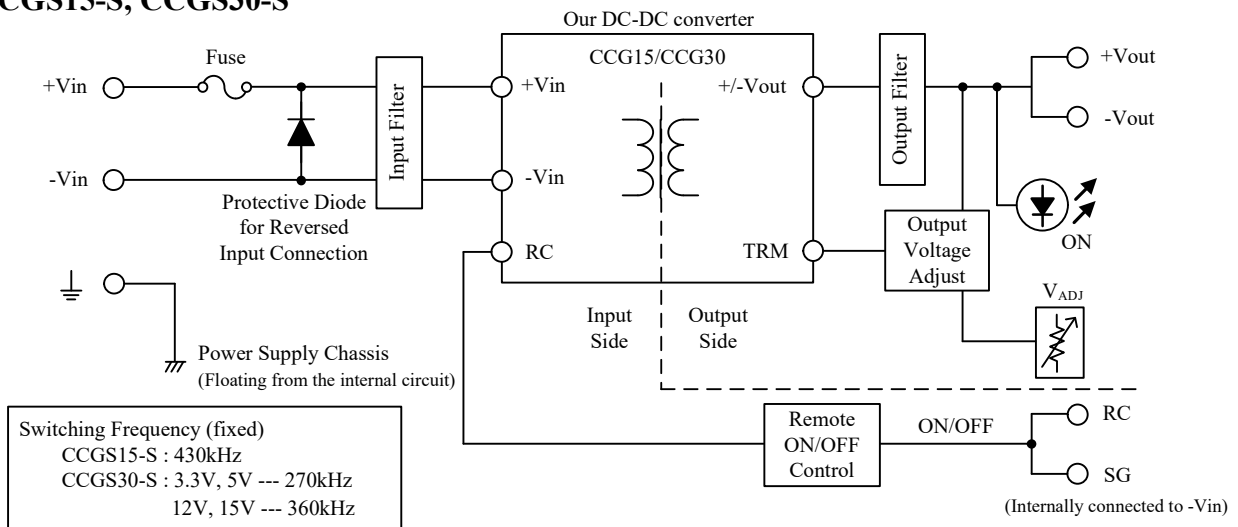 Our DC-DC converter
CCG15/CCG30
Fuse
+Vin
-Vin
Protective Diode
for Reversed
Input Connection
Input Filter
+Vin
-Vin
RC
+/-Vout
TRM
Output Filter
+Vout
-Vout
ON
Output
Voltage
Adjust
VADJ
Input
Side
Output
Side
Power Supply Chassis
(Floating from the internal circuit)
Switching Frequency (fixed)
CCGS15-S : 430kHz
CCGS30-S : 3.3V, 5V --- 270kHz
12V, 15V --- 360kHz
Remote
ON/OFF
Control
ON/OFF
RC
SG
(Internally connected to -Vin)